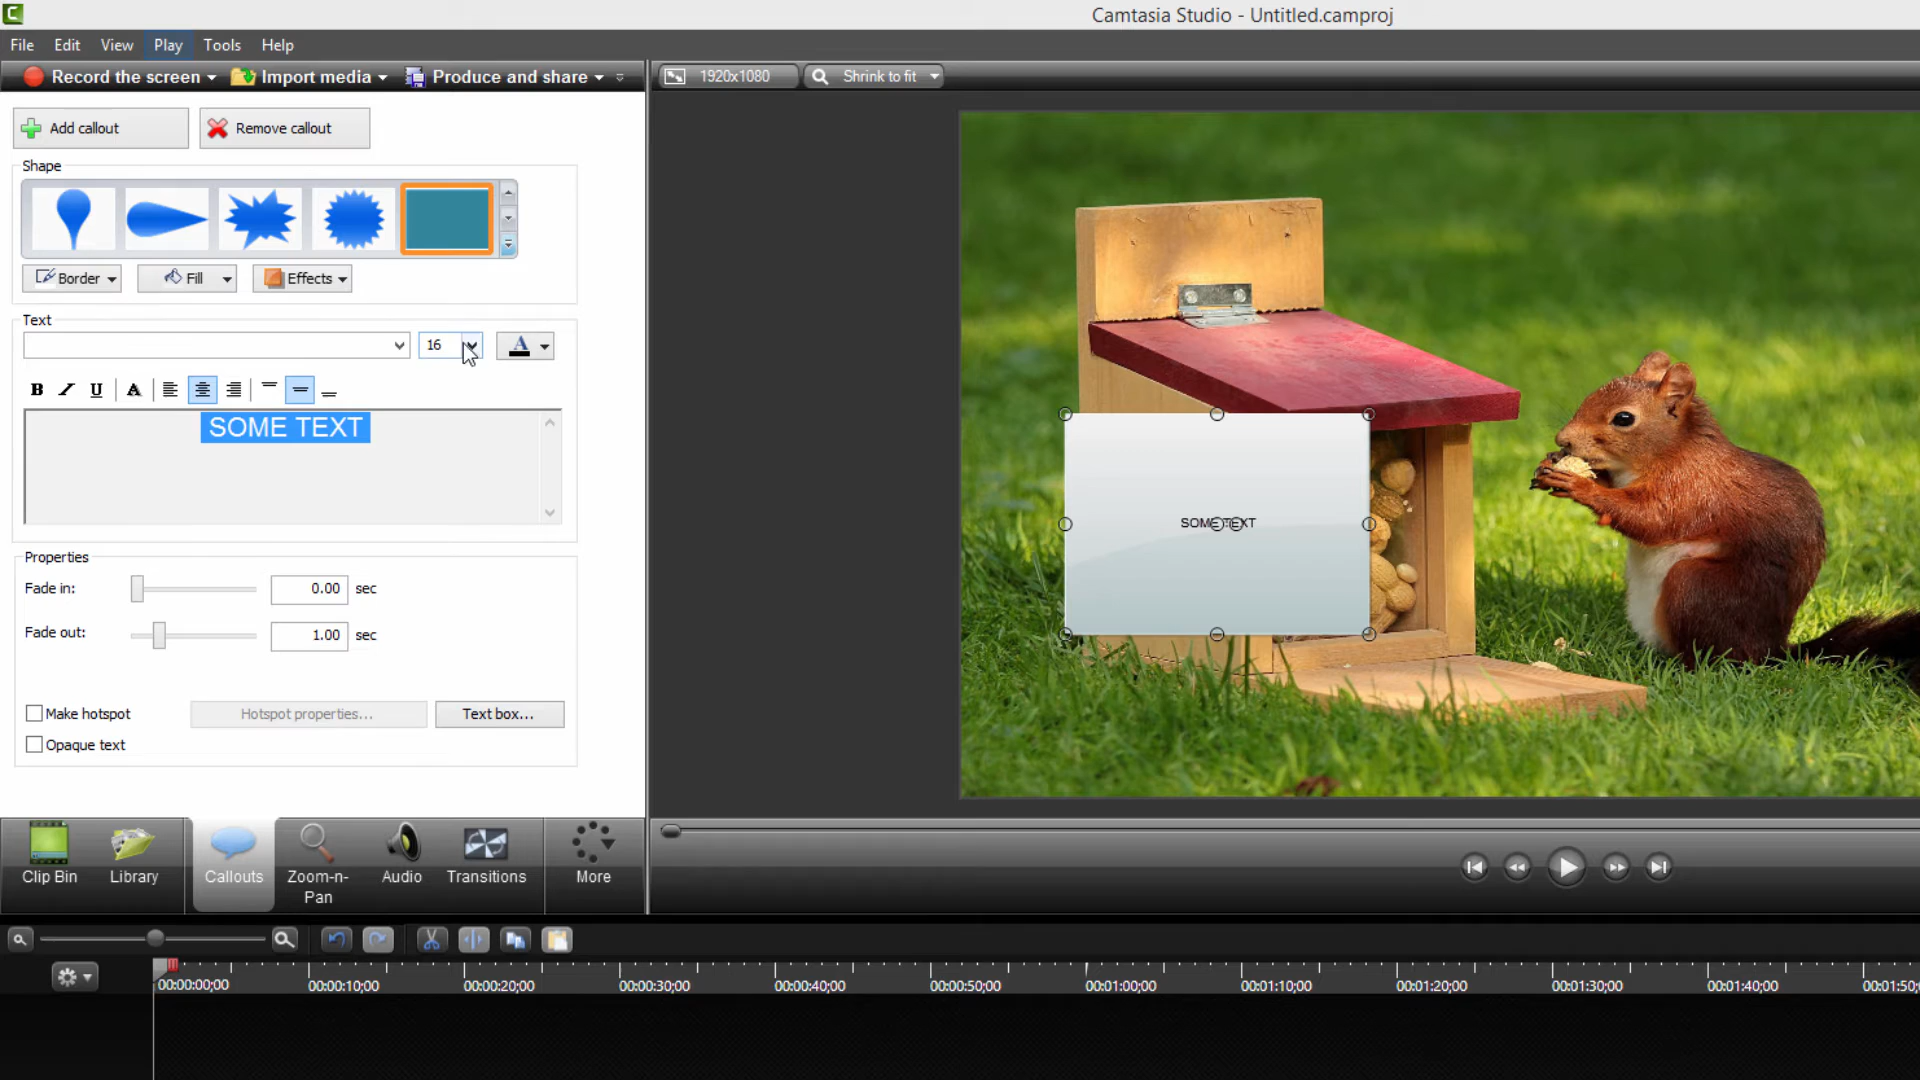 Camtasia Studio - Untitled.camproj
File Edit View Play Tools Help
Record the screen Import media Produce and share
1920x1080 Shrink to fit
Add callout Remove callout
Shape
Border Fill Effects
Text
16 A
B I U A
SOME TEXT
SOME TEXT
Properties
Fade in: 0.00 sec
Fade out: 1.00 sec
Make hotspot Hotspot properties... Text box...
Opaque text
Clip Bin Library Callouts Zoom-n-Pan Audio Transitions More
00:00:00;00 00:00:10;00 00:00:20;00 00:00:30;00 00:00:40;00 00:00:50;00 00:01:00;00 00:01:10;00 00:01:20;00 00:01:30;00 00:01:40;00 00:01:50;